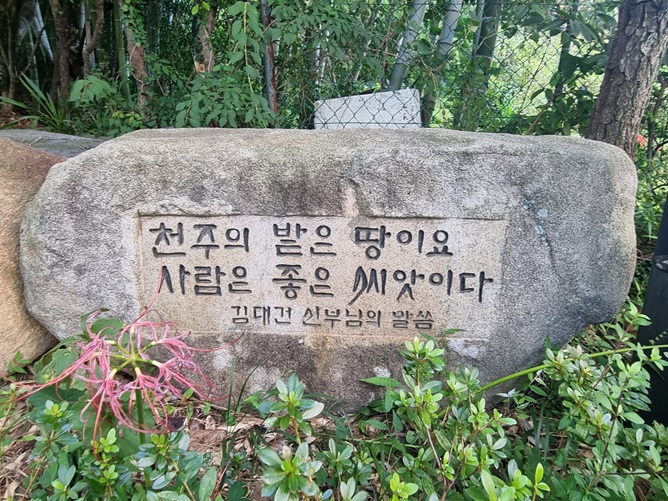 천주의 밭은 땅이요
사람은 좋은 씨앗이다
김대건 신부님의 말씀